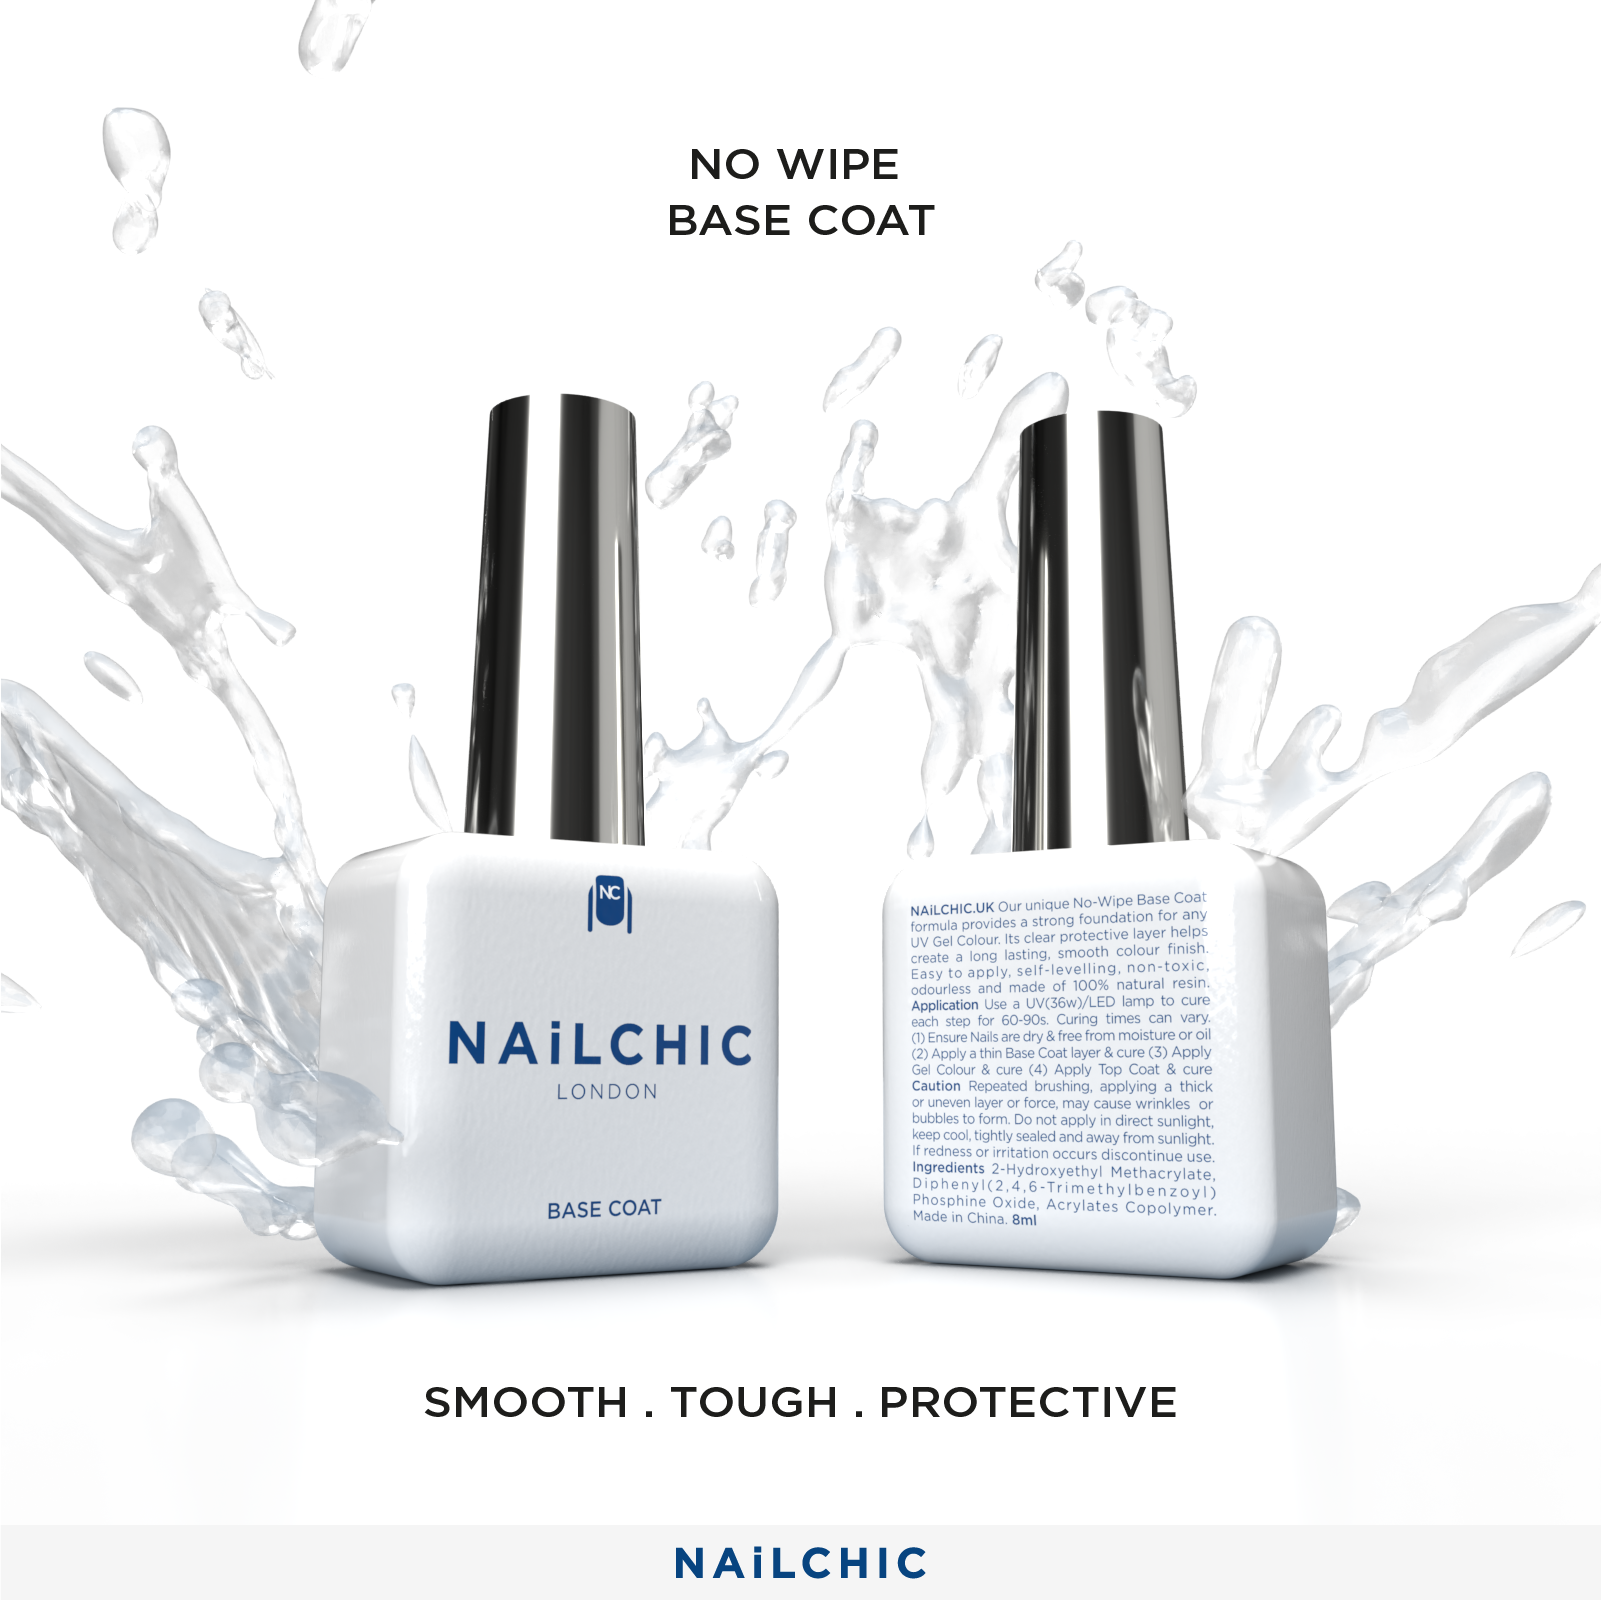 NO WIPE
BASE COAT
NC
NAiLCHIC
LONDON
BASE COAT
NAiLCHIC.UK Our unique No-Wipe Base Coat
formula provides a strong foundation for any
UV Gel Colour. Its clear protective layer helps
create a long lasting, smooth colour finish.
Easy to apply, self-levelling, non-toxic,
odourless and made of 100% natural resin.
Application Use a UV(36w)/LED lamp to cure
each step for 60-90s. Curing times can vary.
(1) Ensure Nails are dry & free from moisture or oil
(2) Apply a thin Base Coat layer & cure (3) Apply
Gel Colour & cure (4) Apply Top Coat & cure
Caution Repeated brushing, applying a thick
or uneven layer or force, may cause wrinkles or
bubbles to form. Do not apply in direct sunlight,
keep cool, tightly sealed and away from sunlight.
If redness or irritation occurs discontinue use.
Ingredients 2-Hydroxyethyl Methacrylate,
Diphenyl(2,4,6-Trimethylbenzoyl)
Phosphine Oxide, Acrylates Copolymer.
Made in China. 8ml
SMOOTH . TOUGH . PROTECTIVE
NAiLCHIC